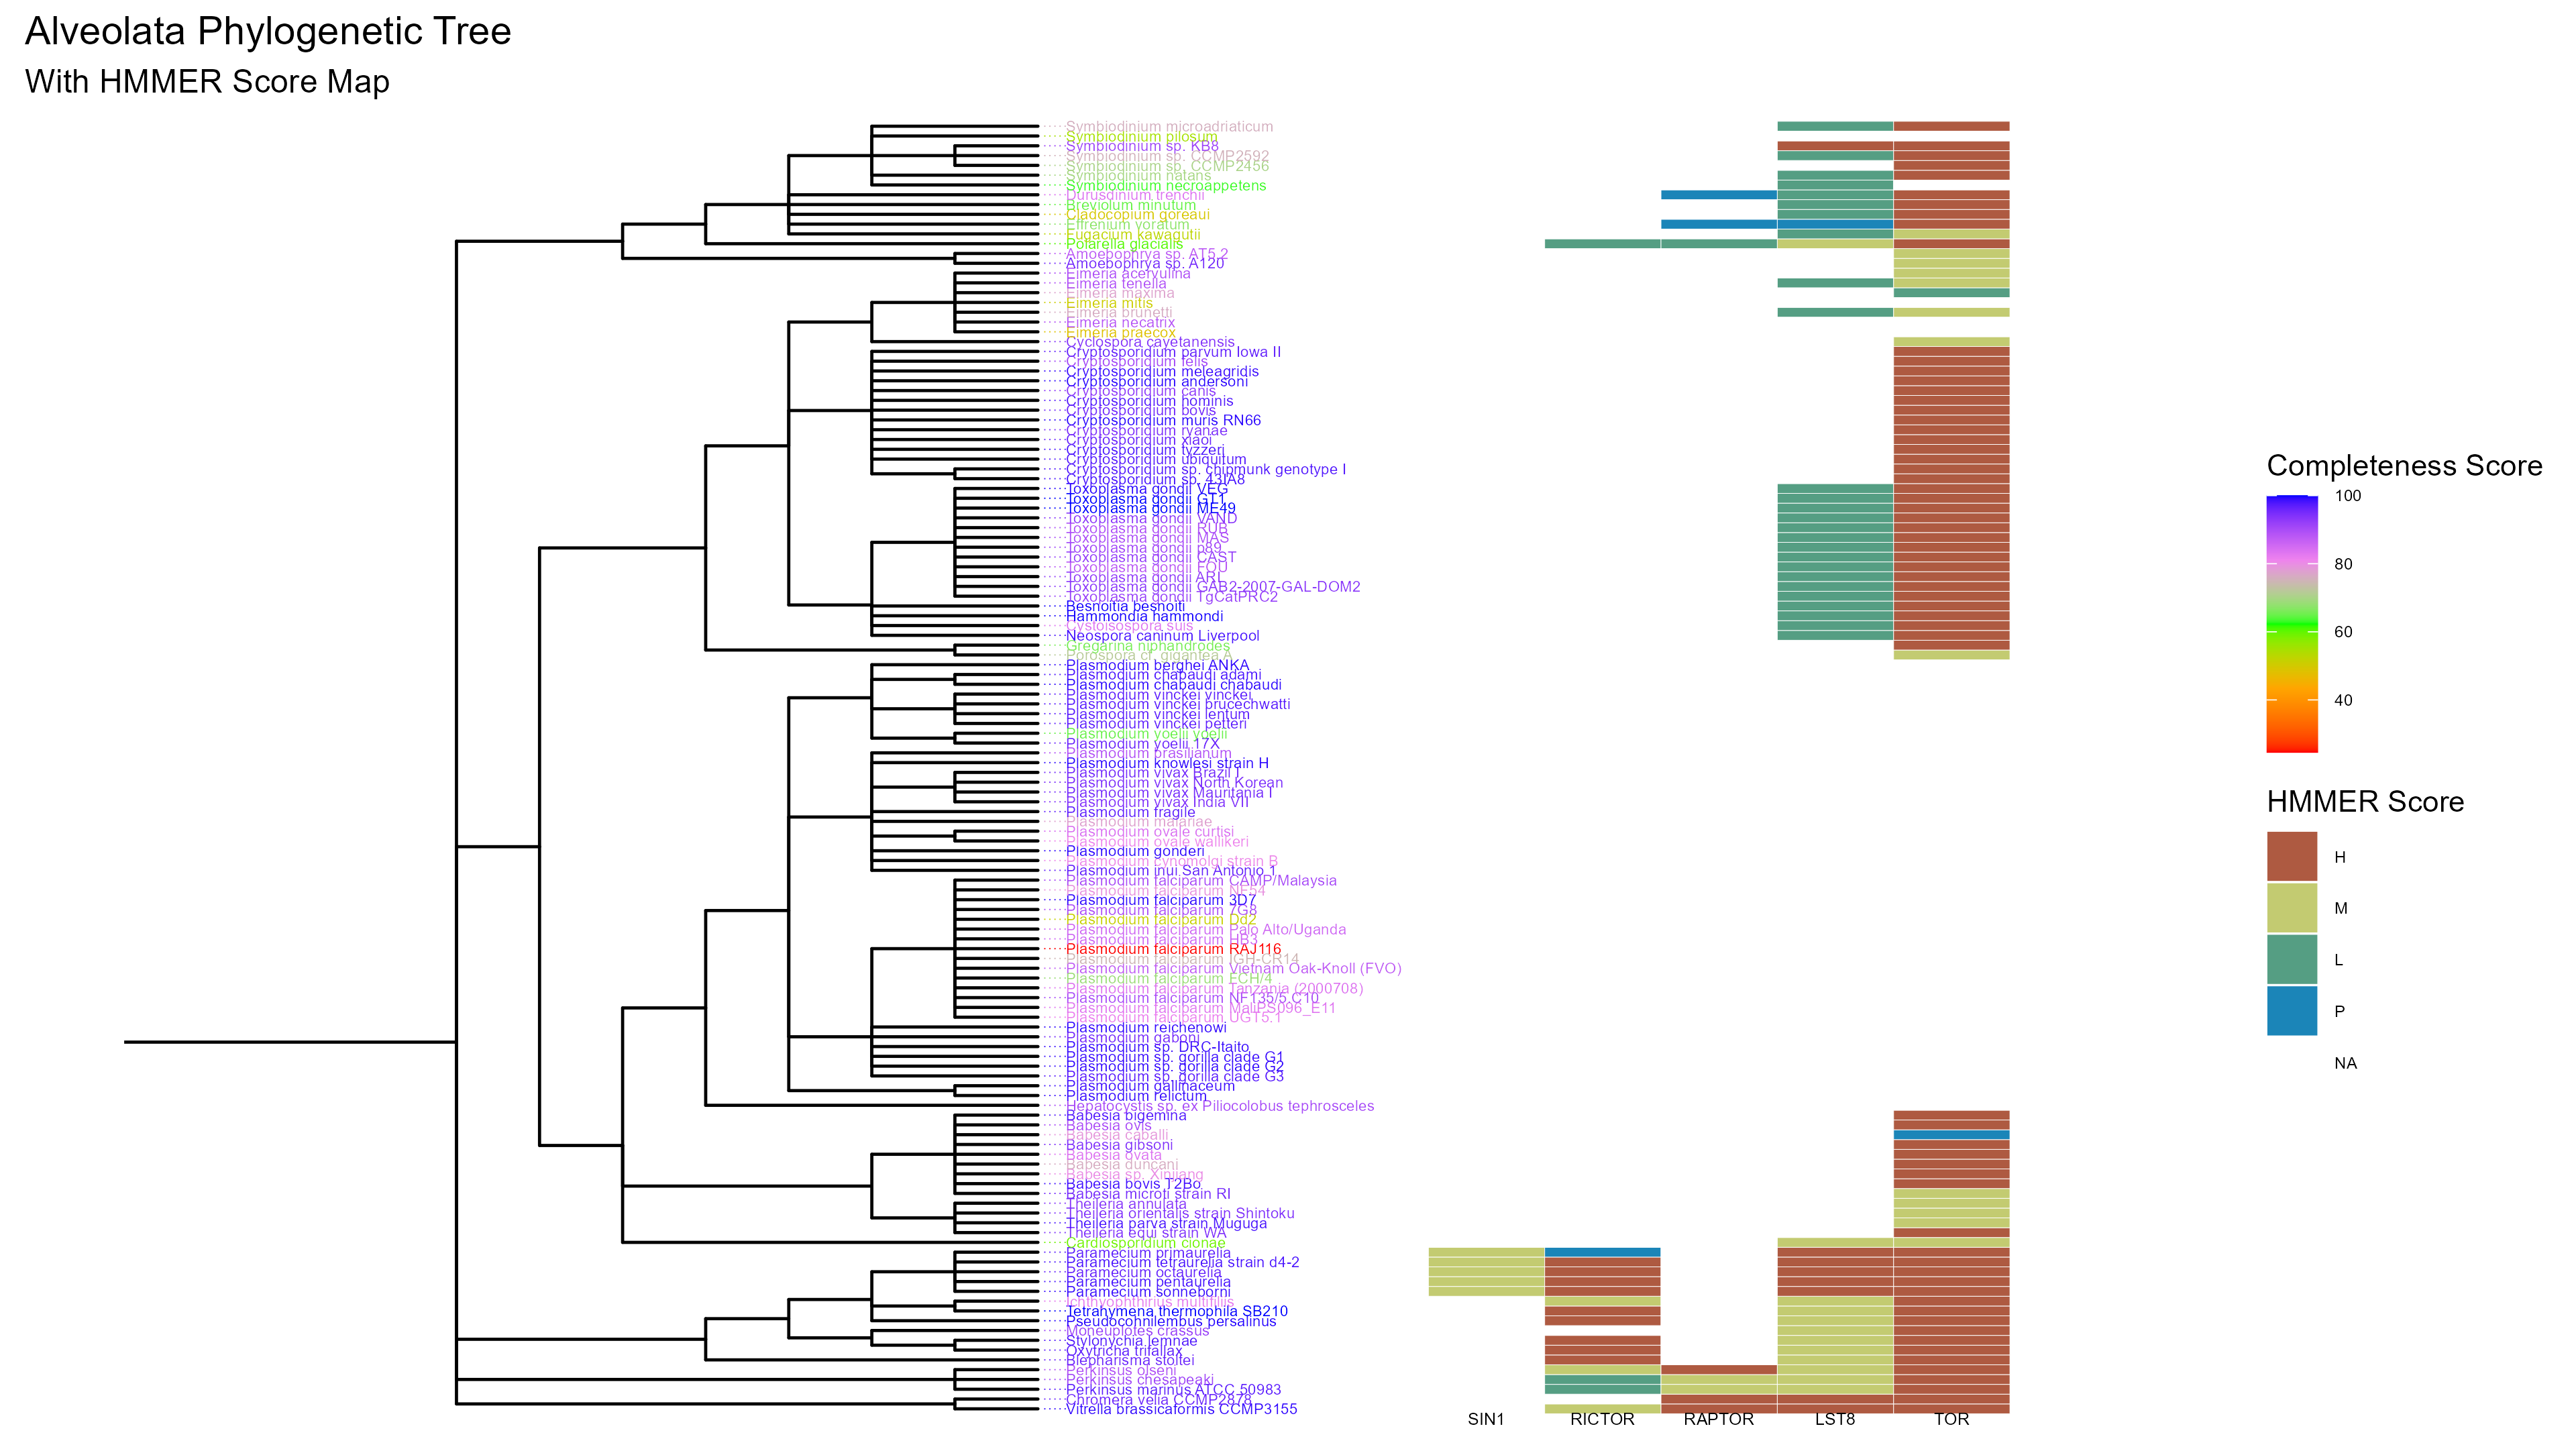 Alveolata Phylogenetic Tree
With HMMER Score Map
Symbiodinium microadriaticum
Symbiodinium pilosum
Symbiodinium sp. KB8
Symbiodinium sp. CCMP2592
Symbiodinium sp. CCMP2456
Symbiodinium natans
Symbiodinium necroappetens
Durusdinium trenchii
Breviolum minutum
Cladocopium goreaui
Effrenium voratum
Fugacium kawagutii
Polarella glacialis
Amoebophrya sp. AT5.2
Amoebophrya sp. A120
Eimeria acervulina
Eimeria tenella
Eimeria maxima
Eimeria mitis
Eimeria brunetti
Eimeria necatrix
Eimeria praecox
Cyclospora cayetanensis
Cryptosporidium parvum Iowa II
Cryptosporidium felis
Cryptosporidium meleagridis
Cryptosporidium andersoni
Cryptosporidium canis
Cryptosporidium hominis
Cryptosporidium bovis
Cryptosporidium muris RN66
Cryptosporidium ryanae
Cryptosporidium xiaoi
Cryptosporidium tyzzeri
Cryptosporidium ubiquitum
Cryptosporidium sp. chipmunk genotype I
Cryptosporidium sp. 43IA8
Toxoplasma gondii VEG
Toxoplasma gondii GT1
Toxoplasma gondii ME49
Toxoplasma gondii VAND
Toxoplasma gondii RUB
Toxoplasma gondii MAS
Toxoplasma gondii p89
Toxoplasma gondii CAST
Toxoplasma gondii FOU
Toxoplasma gondii ARI
Toxoplasma gondii GAB2-2007-GAL-DOM2
Toxoplasma gondii TgCatPRC2
Besnoitia besnoiti
Hammondia hammondi
Cystoisospora suis
Neospora caninum Liverpool
Gregarina niphandrodes
Porospora cf. gigantea A
Plasmodium berghei ANKA
Plasmodium chabaudi adami
Plasmodium chabaudi chabaudi
Plasmodium vinckei vinckei
Plasmodium vinckei brucechwatti
Plasmodium vinckei lentum
Plasmodium vinckei petteri
Plasmodium yoelii yoelii
Plasmodium yoelii 17X
Plasmodium brasilianum
Plasmodium knowlesi strain H
Plasmodium vivax Brazil I
Plasmodium vivax North Korean
Plasmodium vivax Mauritania I
Plasmodium vivax India VII
Plasmodium fragile
Plasmodium malariae
Plasmodium ovale curtisi
Plasmodium ovale wallikeri
Plasmodium gonderi
Plasmodium cynomolgi strain B
Plasmodium inui San Antonio 1
Plasmodium falciparum CAMP/Malaysia
Plasmodium falciparum NF54
Plasmodium falciparum 3D7
Plasmodium falciparum 7G8
Plasmodium falciparum Dd2
Plasmodium falciparum Palo Alto/Uganda
Plasmodium falciparum HB3
Plasmodium falciparum RAJ116
Plasmodium falciparum IGH-CR14
Plasmodium falciparum Vietnam Oak-Knoll (FVO)
Plasmodium falciparum FCH/4
Plasmodium falciparum Tanzania (2000708)
Plasmodium falciparum NF135/5.C10
Plasmodium falciparum MaliPS096_E11
Plasmodium falciparum UGT5.1
Plasmodium reichenowi
Plasmodium gaboni
Plasmodium sp. DRC-Itaito
Plasmodium sp. gorilla clade G1
Plasmodium sp. gorilla clade G2
Plasmodium sp. gorilla clade G3
Plasmodium gallinaceum
Plasmodium relictum
Hepatocystis sp. ex Piliocolobus tephrosceles
Babesia bigemina
Babesia ovis
Babesia caballi
Babesia gibsoni
Babesia ovata
Babesia duncani
Babesia sp. Xinjiang
Babesia bovis T2Bo
Babesia microti strain RI
Theileria annulata
Theileria orientalis strain Shintoku
Theileria parva strain Muguga
Theileria equi strain WA
Cardiosporidium cionae
Paramecium primaurelia
Paramecium tetraurelia strain d4-2
Paramecium octaurelia
Paramecium pentaurelia
Paramecium sonneborni
Ichthyophthirius multifiliis
Tetrahymena thermophila SB210
Pseudocohnilembus persalinus
Moneuplotes crassus
Stylonychia lemnae
Oxytricha trifallax
Blepharisma stoltei
Perkinsus olseni
Perkinsus chesapeaki
Perkinsus marinus ATCC 50983
Chromera velia CCMP2878
Vitrella brassicaformis CCMP3155
SIN1 RICTOR RAPTOR LST8 TOR
Completeness Score
100
80
60
40
HMMER Score
H
M
L
P
NA